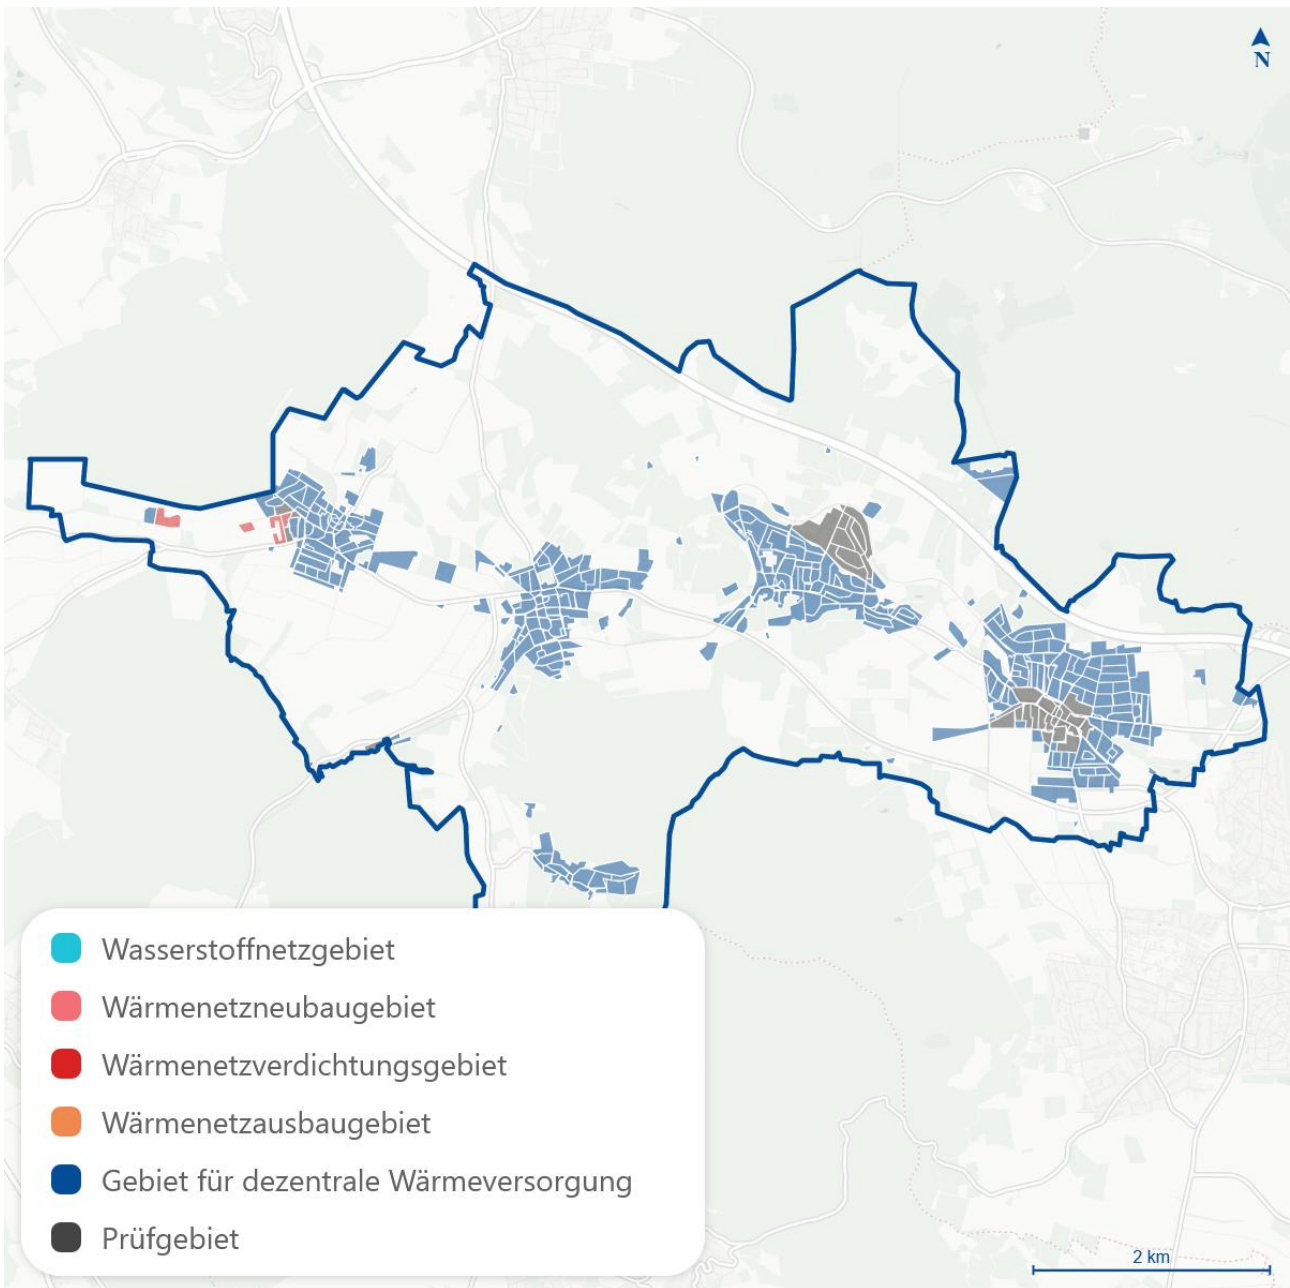 N
Wasserstoffnetzgebiet
Wärmenetzneubaugebiet
Wärmenetzverdichtungsgebiet
Wärmenetzausbaugebiet
Gebiet für dezentrale Wärmeversorgung
Prüfgebiet
2 km